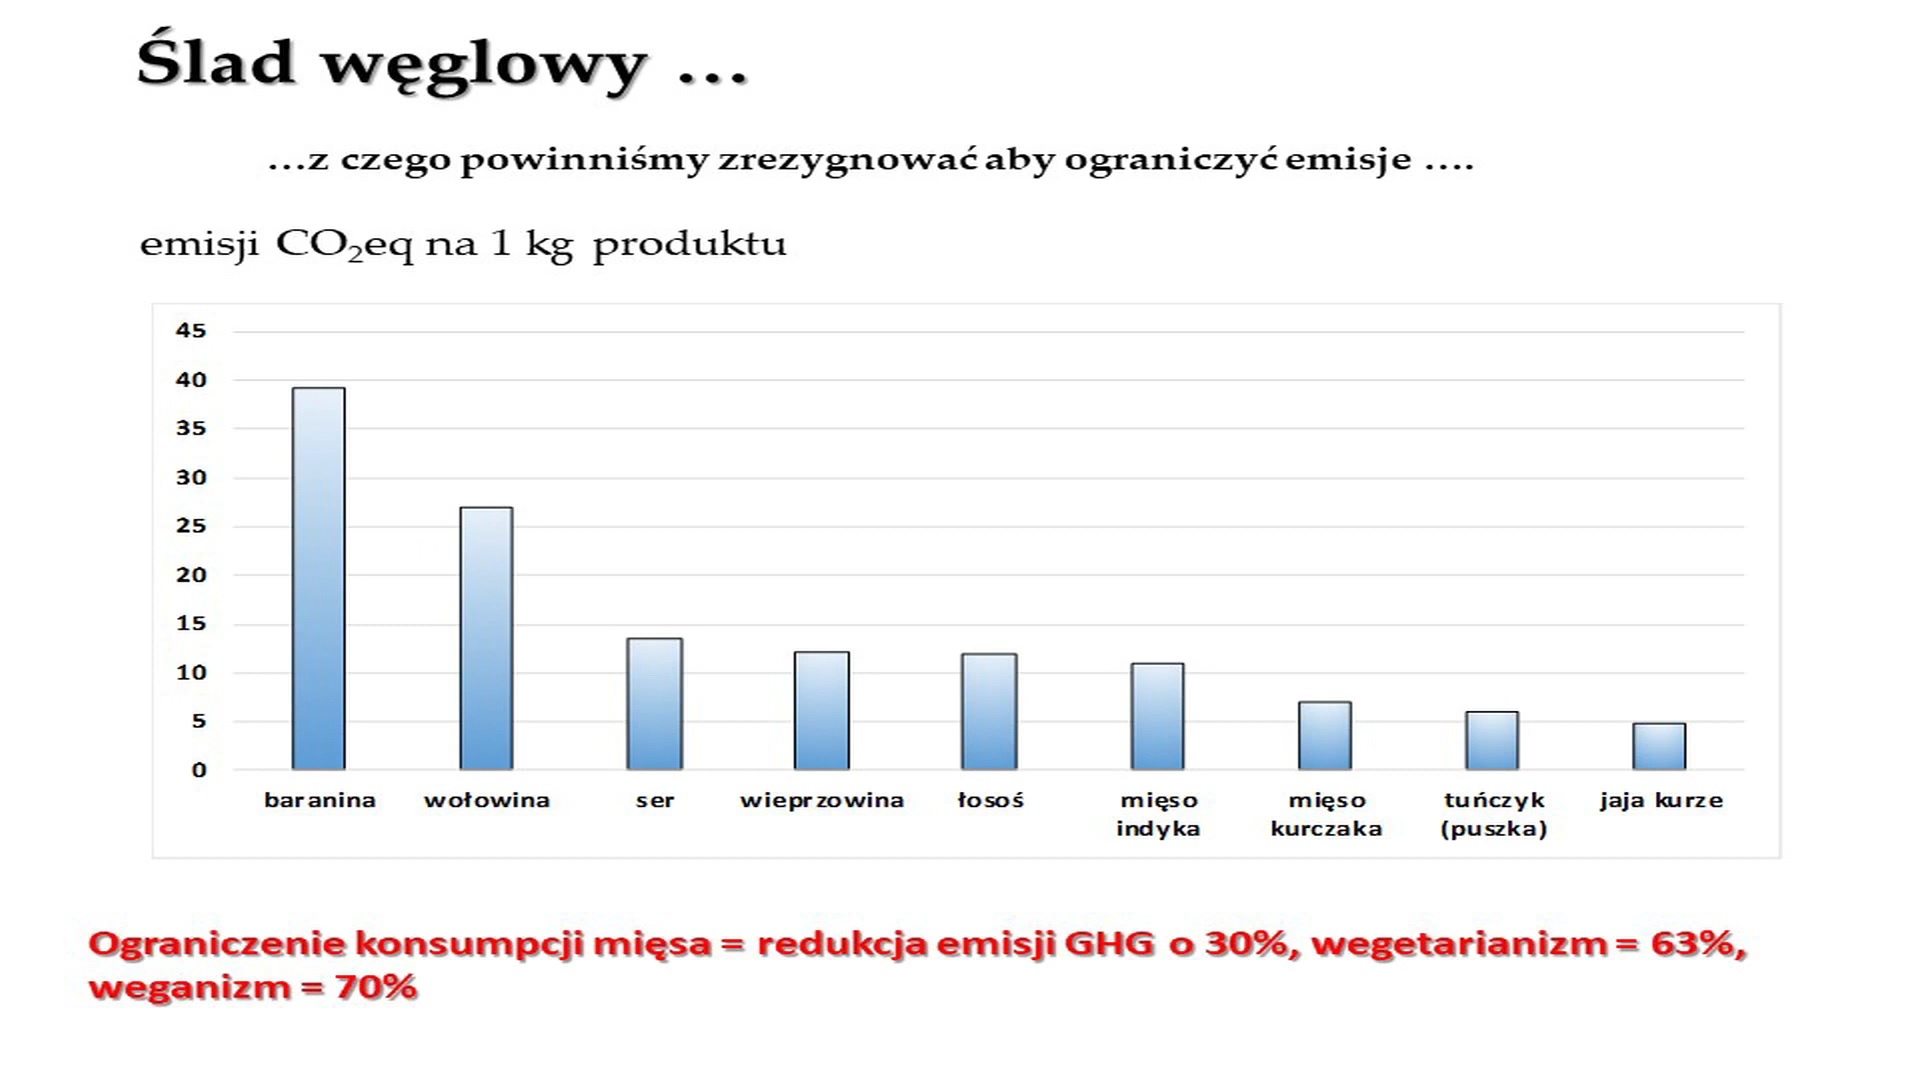 Ślad węglowy ...
...z czego powinniśmy zrezygnować aby ograniczyć emisje ....
emisji CO₂eq na 1 kg produktu
45
40
35
30
25
20
15
10
5
0
baranina wołowina ser wieprzowina łosoś mięso indyka mięso kurczaka tuńczyk (puszka) jaja kurze
Ograniczenie konsumpcji mięsa = redukcja emisji GHG o 30%, wegetarianizm = 63%,
weganizm = 70%